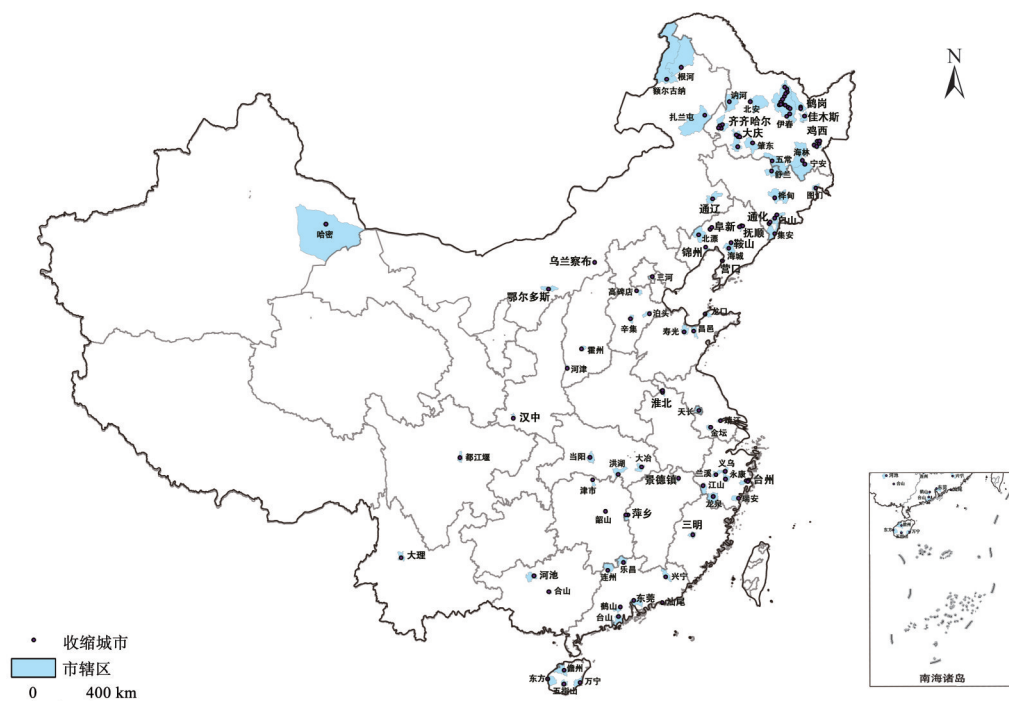 N
根河
额尔古纳
讷河
北安
鹤岗
扎兰屯
伊春
佳木斯
齐齐哈尔
大庆
鸡西
肇东
海林
五常
宁安
舒兰
桦甸
图们
通辽
通化
白山
阜新
抚顺
集安
北票
鞍山
锦州
海城
营口
哈密
乌兰察布
三河
鄂尔多斯
高碑店
泊头
龙口
辛集
寿光
昌邑
霍州
河津
淮北
天长
汉中
金坛
都江堰
当阳
洪湖
大冶
义乌
兰溪
永康
津市
景德镇
江山
台州
龙泉
瑞安
韶山
萍乡
三明
大理
乐昌
河池
连州
兴宁
合山
鹤山
东莞
汕尾
台山
儋州
东方
万宁
五指山
收缩城市
市辖区
0 400 km
南海诸岛